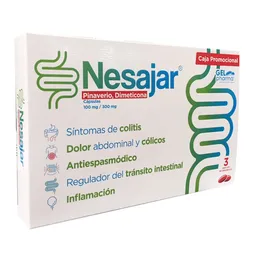 Caja Promocional
Nesajar®
Pinaverio, Dimeticona
Cápsulas
100 mg / 300 mg
GEL
pharma
Síntomas de colitis
Dolor abdominal y cólicos
Antiespasmódico
Regulador del tránsito intestinal
Inflamación
3